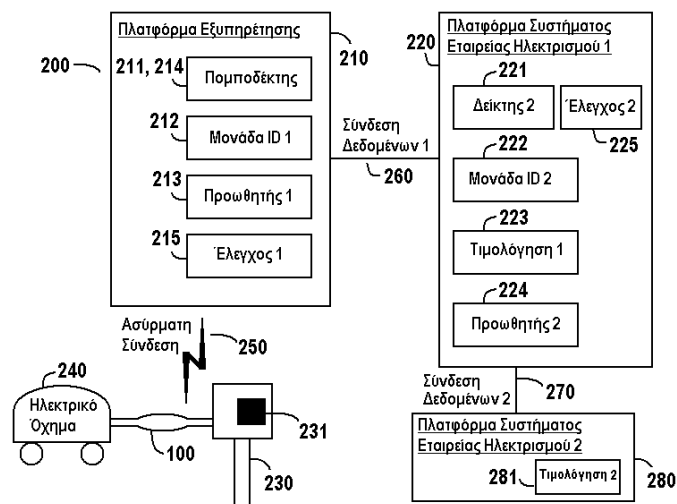 Πλατφόρμα Εξυπηρέτησης
210
200
211, 214
Πομποδέκτης
212
Μονάδα ID 1
213
Προωθητής 1
215
Έλεγχος 1
Σύνδεση
Δεδομένων 1
260
220
Πλατφόρμα Συστήματος
Εταιρείας Ηλεκτρισμού 1
221
Δείκτης 2
Έλεγχος 2
225
222
Μονάδα ID 2
223
Τιμολόγηση 1
224
Προωθητής 2
Ασύρματη
Σύνδεση
250
240
Ηλεκτρικό
Όχημα
100
231
230
Σύνδεση
Δεδομένων 2
270
Πλατφόρμα Συστήματος
Εταιρείας Ηλεκτρισμού 2
281
Τιμολόγηση 2
280